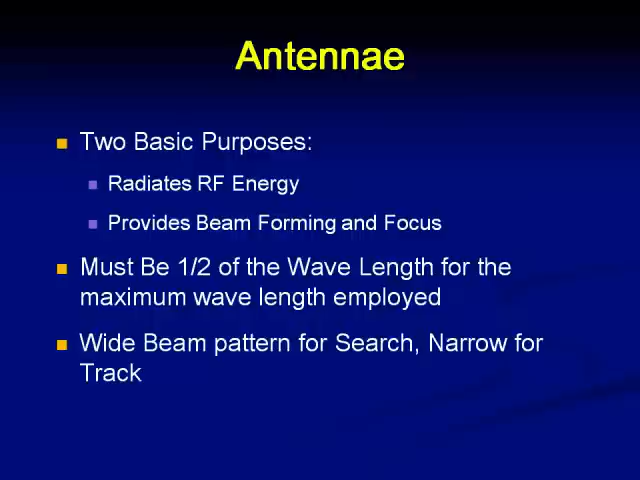 Antennae
Two Basic Purposes:
Radiates RF Energy
Provides Beam Forming and Focus
Must Be 1/2 of the Wave Length for the
maximum wave length employed
Wide Beam pattern for Search, Narrow for
Track